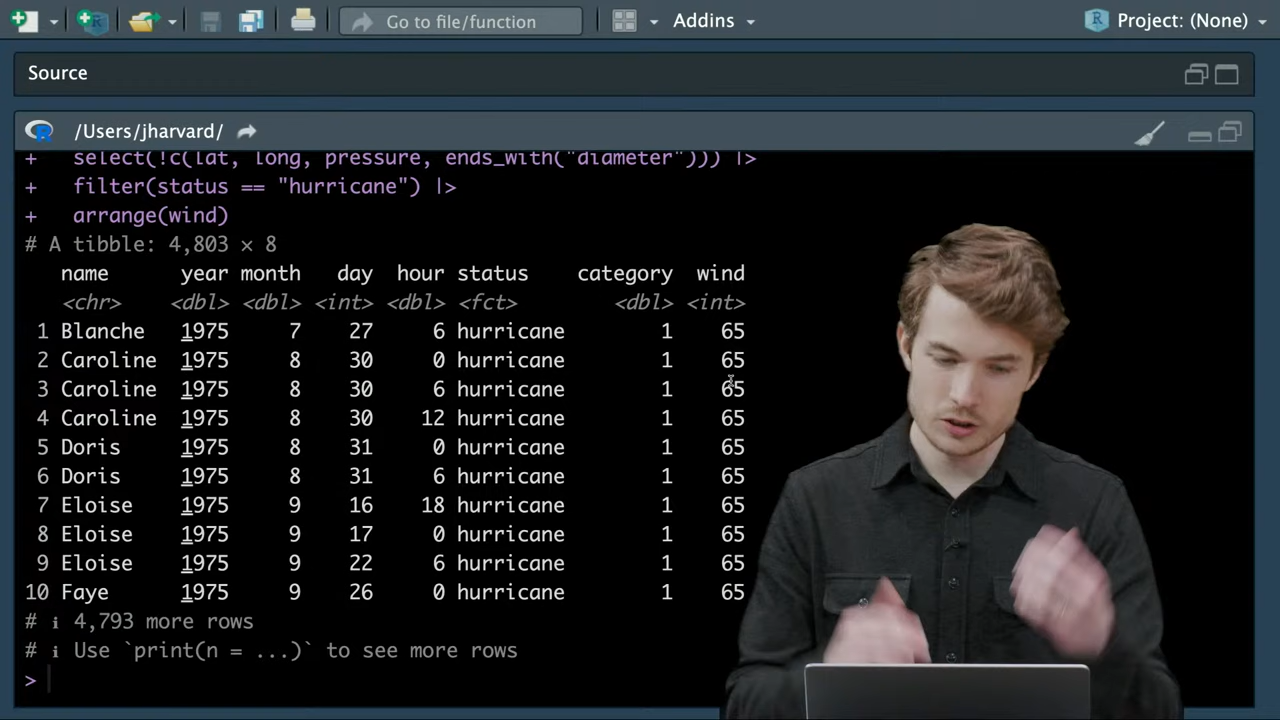 Go to file/function
Addins
Project: (None)
Source
/Users/jharvard/
+ select(!c(lat, long, pressure, ends_with("diameter"))) |>
+ filter(status == "hurricane") |>
+ arrange(wind)
# A tibble: 4,803 × 8
name year month day hour status category wind
<chr> <dbl> <dbl> <int> <dbl> <fct> <dbl> <int>
1 Blanche 1975 7 27 6 hurricane 1 65
2 Caroline 1975 8 30 0 hurricane 1 65
3 Caroline 1975 8 30 6 hurricane 1 65
4 Caroline 1975 8 30 12 hurricane 1 65
5 Doris 1975 8 31 0 hurricane 1 65
6 Doris 1975 8 31 6 hurricane 1 65
7 Eloise 1975 9 16 18 hurricane 1 65
8 Eloise 1975 9 17 0 hurricane 1 65
9 Eloise 1975 9 22 6 hurricane 1 65
10 Faye 1975 9 26 0 hurricane 1 65
# ℹ 4,793 more rows
# ℹ Use `print(n = ...)` to see more rows
>